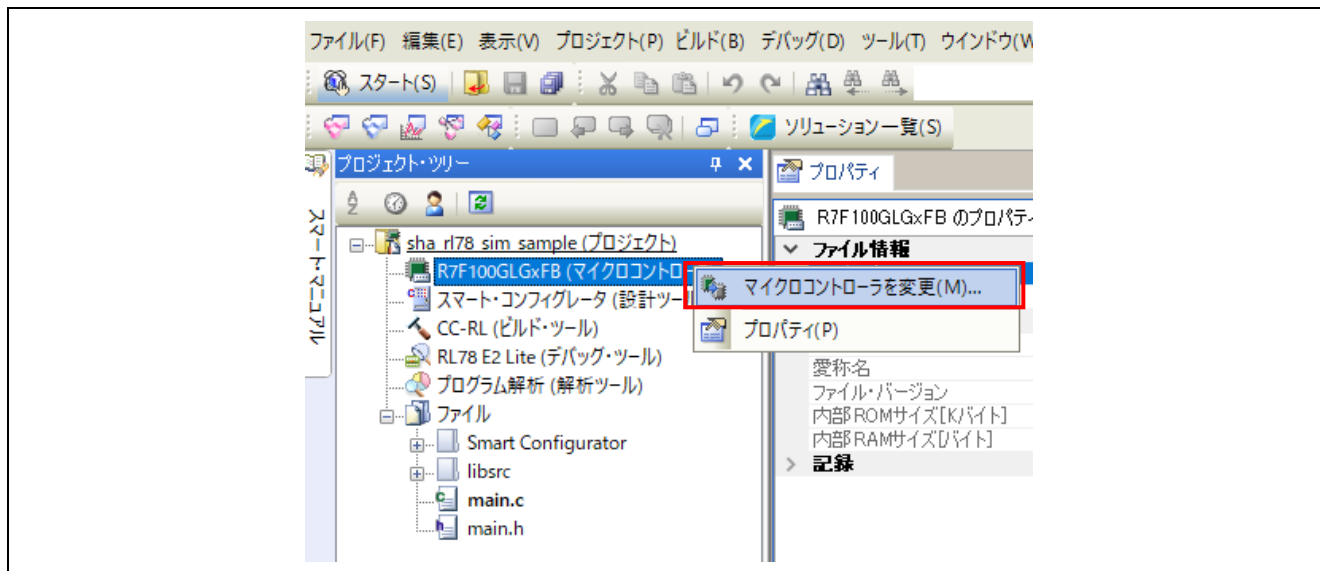 ファイル(F) 編集(E) 表示(V) プロジェクト(P) ビルド(B) デバッグ(D) ツール(T) ウインドウ(W
スタート(S)
ソリューション一覧(S)
スマート・マニュアル
プロジェクト・ツリー
プロパティ
R7F100GLGxFB のプロパティ
sha_rl78_sim_sample (プロジェクト)
ファイル情報
R7F100GLGxFB (マイクロコントロー
マイクロコントローラを変更(M)...
スマート・コンフィグレータ (設計ツール
プロパティ(P)
CC-RL (ビルド・ツール)
RL78 E2 Lite (デバッグ・ツール)
愛称名
プログラム解析 (解析ツール)
ファイル・バージョン
ファイル
内部ROMサイズ[Kバイト]
Smart Configurator
内部RAMサイズ[バイト]
libsrc
記録
main.c
main.h